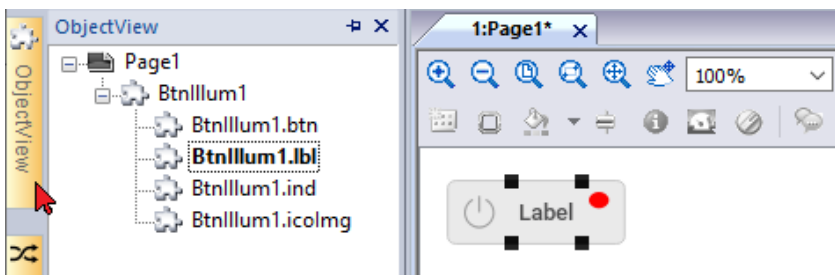 ObjectView
ObjectView
Page1
BtnIllum1
BtnIllum1.btn
BtnIllum1.lbl
BtnIllum1.ind
BtnIllum1.icoImg
1:Page1*
100%
Label